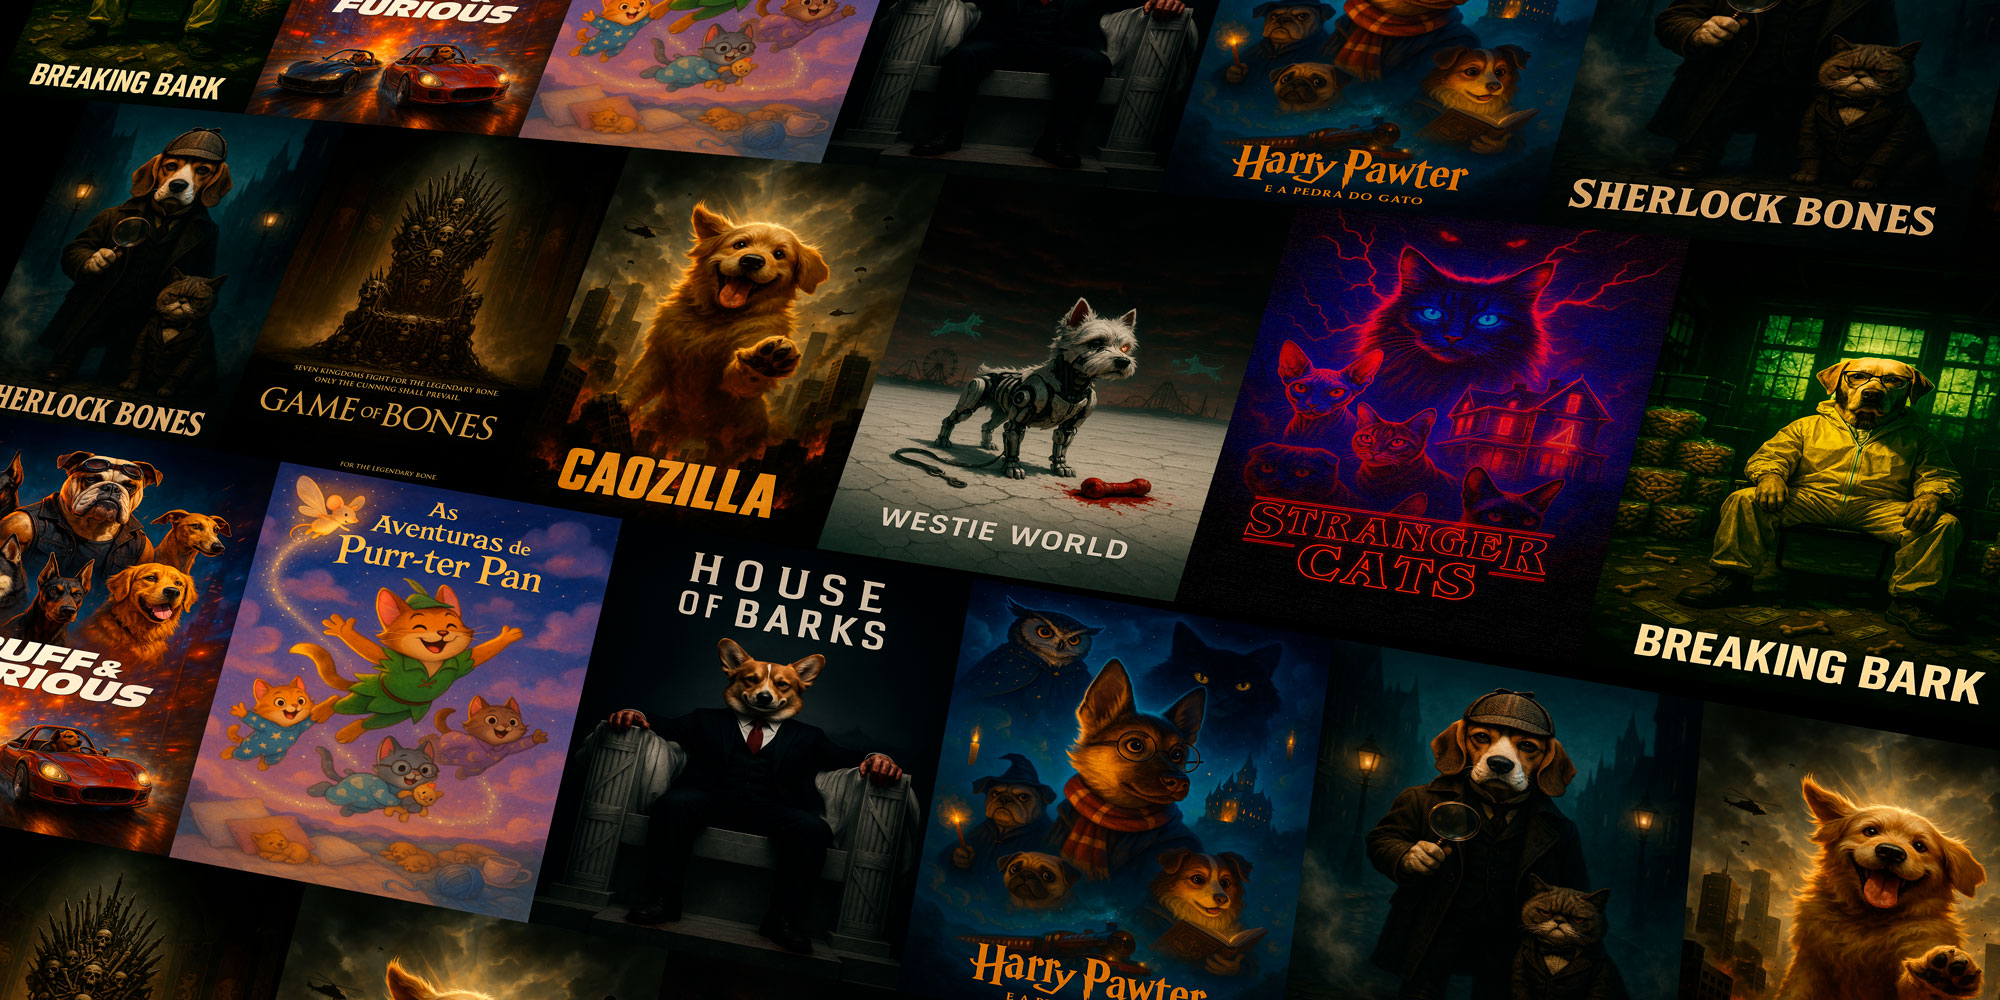 FURIOUS
BREAKING BARK
Harry Pawter
E A PEDRA DO GATO
SHERLOCK BONES
HERLOCK BONES
SEVEN KINGDOMS FIGHT FOR THE LEGENDARY BONE.
ONLY THE CUNNING SHALL PREVAIL.
GAME OF BONES
CAOZILLA
WESTIE WORLD
STRANGER
CATS
BREAKING BARK
UFF &
RIOUS
FOR THE LEGENDARY BONE.
As
Aventuras de
Purr-ter Pan
HOUSE
OF BARKS
Harry Pawter